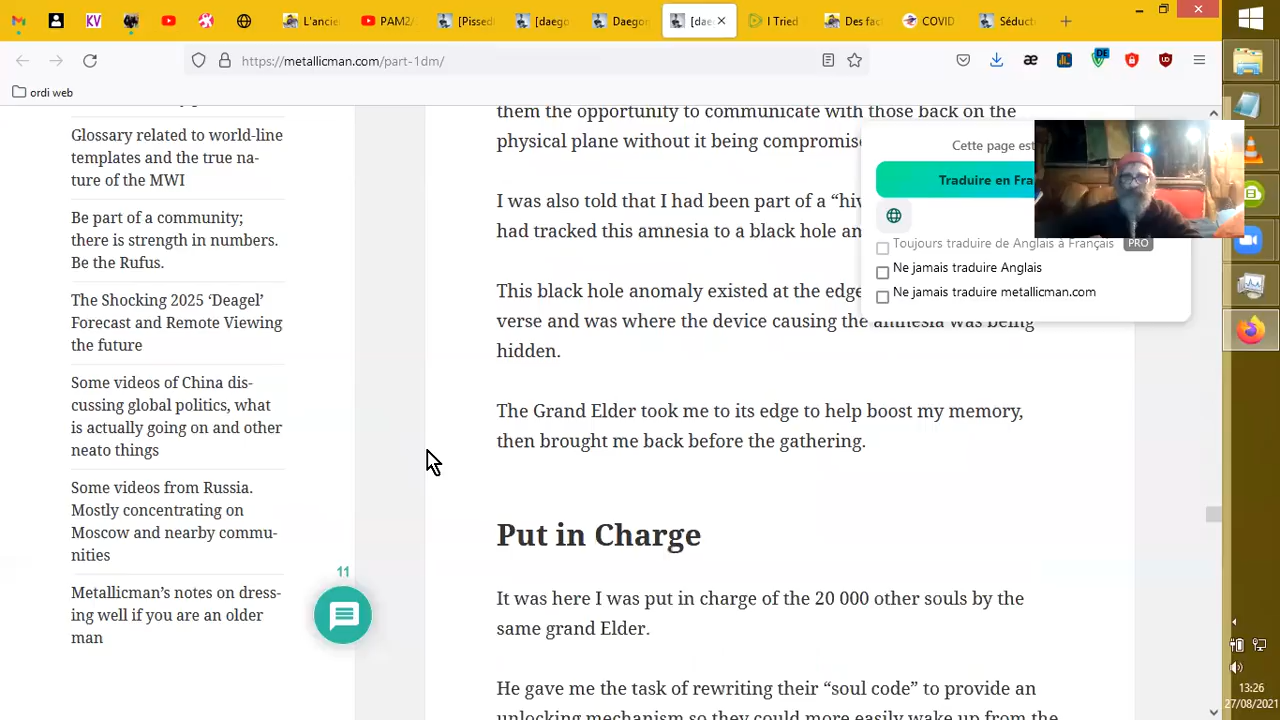 KV
L'ancie
PAM2/
[Pissed
[daego
Daegon
[dae
I Tried
Des fac
COVID
Séduct
https://metallicman.com/part-1dm/
æ
DE
ordi web
Glossary related to world-line
templates and the true na-
ture of the MWI
Be part of a community;
there is strength in numbers.
Be the Rufus.
The Shocking 2025 ‘Deagel’
Forecast and Remote Viewing
the future
Some videos of China dis-
cussing global politics, what
is actually going on and other
neato things
Some videos from Russia.
Mostly concentrating on
Moscow and nearby commu-
nities
Metallicman’s notes on dress-
ing well if you are an older
man
11
them the opportunity to communicate with those back on the
physical plane without it being compromise
I was also told that I had been part of a “hiv
had tracked this amnesia to a black hole an
This black hole anomaly existed at the edge
verse and was where the device causing the amnesia was being
hidden.
The Grand Elder took me to its edge to help boost my memory,
then brought me back before the gathering.
Put in Charge
It was here I was put in charge of the 20 000 other souls by the
same grand Elder.
He gave me the task of rewriting their “soul code” to provide an
unlocking mechanism so they could more easily wake up from the
Cette page est
Traduire en Fra
Toujours traduire de Anglais à Français PRO
Ne jamais traduire Anglais
Ne jamais traduire metallicman.com
13:26
27/08/2021